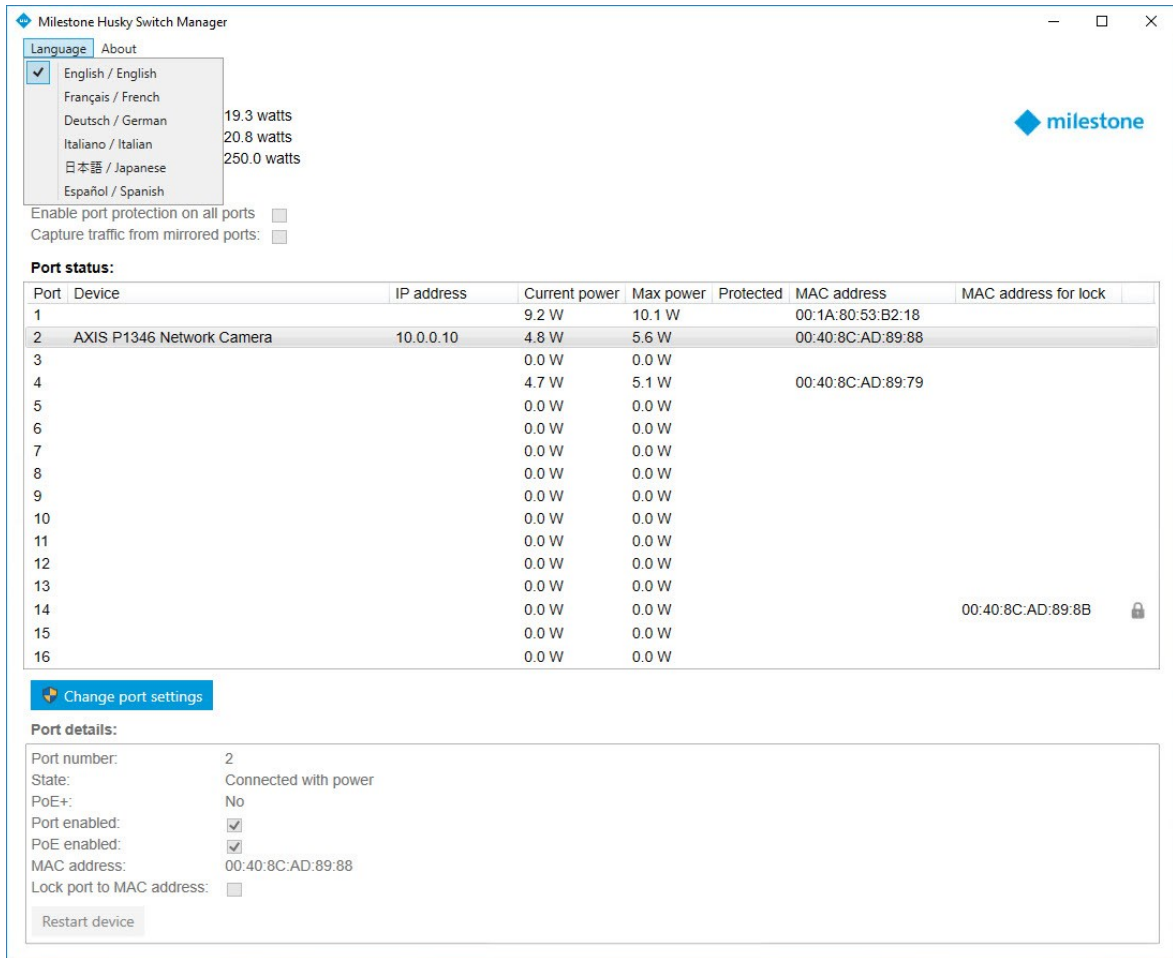 Milestone Husky Switch Manager
Language About
English / English
Français / French
Deutsch / German
Italiano / Italian
日本語 / Japanese
Español / Spanish
19.3 watts
20.8 watts
250.0 watts
milestone
Enable port protection on all ports
Capture traffic from mirrored ports:
Port status:
Port Device IP address Current power Max power Protected MAC address MAC address for lock
1 9.2 W 10.1 W 00:1A:80:53:B2:18
2 AXIS P1346 Network Camera 10.0.0.10 4.8 W 5.6 W 00:40:8C:AD:89:88
3 0.0 W 0.0 W
4 4.7 W 5.1 W 00:40:8C:AD:89:79
5 0.0 W 0.0 W
6 0.0 W 0.0 W
7 0.0 W 0.0 W
8 0.0 W 0.0 W
9 0.0 W 0.0 W
10 0.0 W 0.0 W
11 0.0 W 0.0 W
12 0.0 W 0.0 W
13 0.0 W 0.0 W
14 0.0 W 0.0 W 00:40:8C:AD:89:8B
15 0.0 W 0.0 W
16 0.0 W 0.0 W
Change port settings
Port details:
Port number: 2
State: Connected with power
PoE+: No
Port enabled:
PoE enabled:
MAC address: 00:40:8C:AD:89:88
Lock port to MAC address:
Restart device